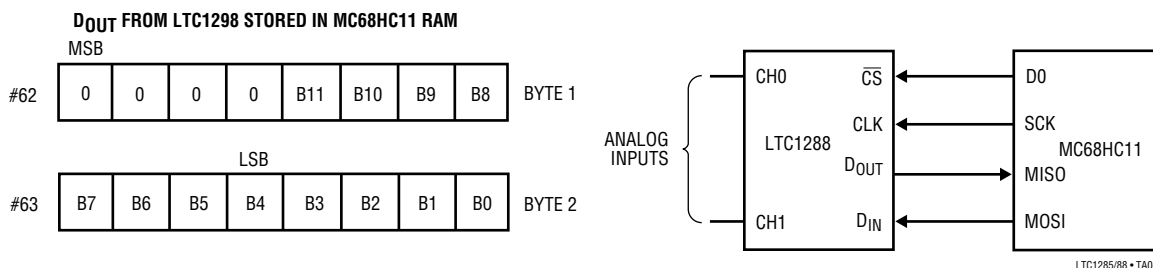 DOUT FROM LTC1298 STORED IN MC68HC11 RAM
MSB
#62 0 0 0 0 B11 B10 B9 B8 BYTE 1
LSB
#63 B7 B6 B5 B4 B3 B2 B1 B0 BYTE 2
ANALOG INPUTS
CH0
CH1
LTC1288
CS
CLK
DOUT
DIN
D0
SCK
MC68HC11
MISO
MOSI
LTC1285/88 • TA0